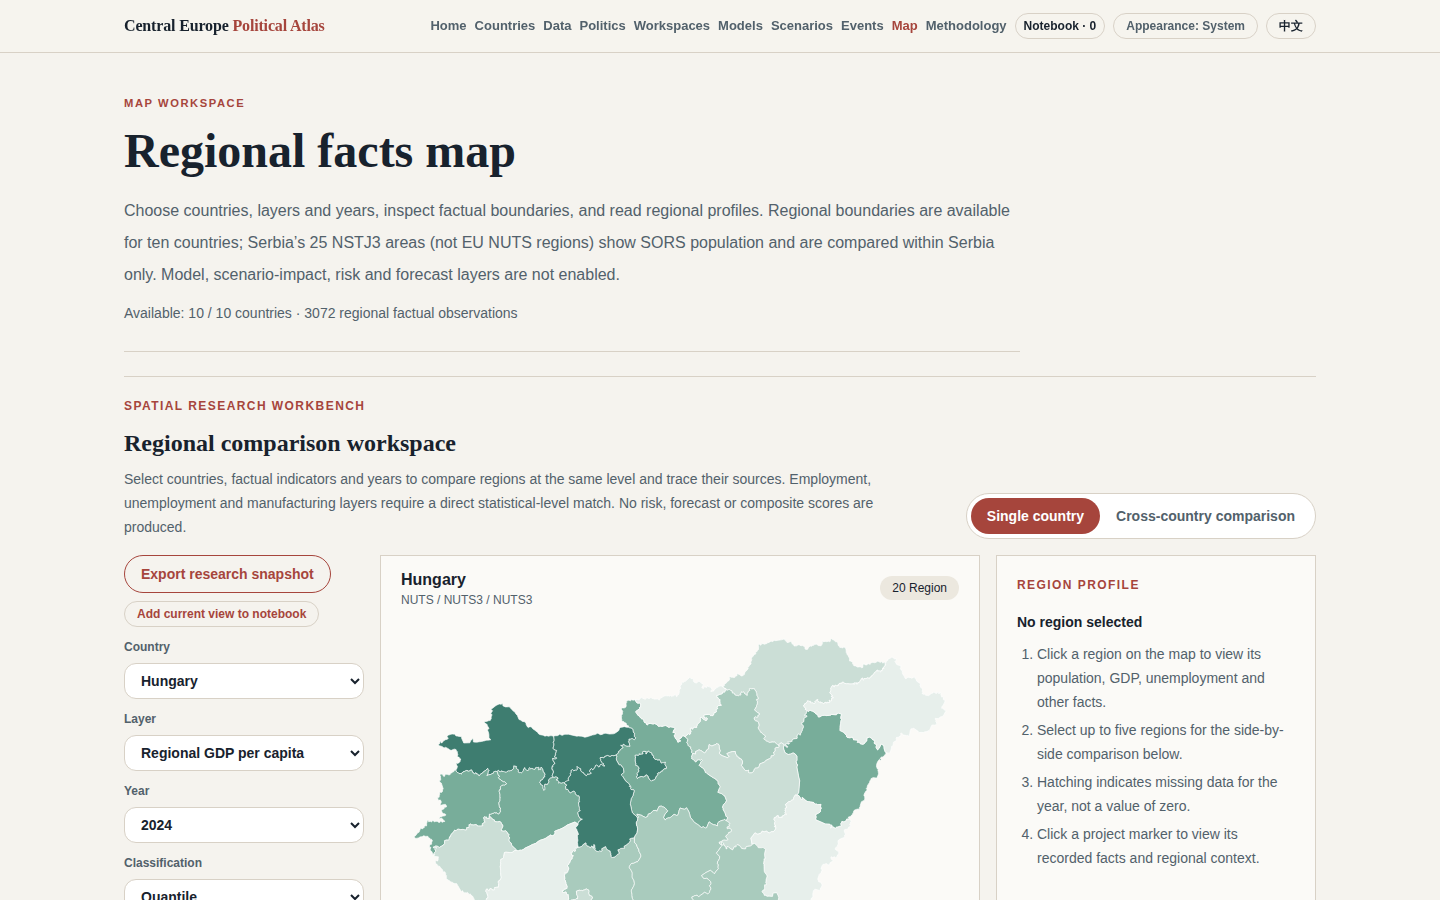 Central Europe Political Atlas
Home Countries Data Politics Workspaces Models Scenarios Events Map Methodology Notebook · 0 Appearance: System 中文
MAP WORKSPACE
Regional facts map
Choose countries, layers and years, inspect factual boundaries, and read regional profiles. Regional boundaries are available
for ten countries; Serbia’s 25 NSTJ3 areas (not EU NUTS regions) show SORS population and are compared within Serbia
only. Model, scenario-impact, risk and forecast layers are not enabled.
Available: 10 / 10 countries · 3072 regional factual observations
SPATIAL RESEARCH WORKBENCH
Regional comparison workspace
Select countries, factual indicators and years to compare regions at the same level and trace their sources. Employment,
unemployment and manufacturing layers require a direct statistical-level match. No risk, forecast or composite scores are
produced.
Single country Cross-country comparison
Export research snapshot
Add current view to notebook
Country
Hungary
Layer
Regional GDP per capita
Year
2024
Classification
Quantile
Hungary
NUTS / NUTS3 / NUTS3
20 Region
REGION PROFILE
No region selected
1. Click a region on the map to view its
population, GDP, unemployment and
other facts.
2. Select up to five regions for the side-by-
side comparison below.
3. Hatching indicates missing data for the
year, not a value of zero.
4. Click a project marker to view its
recorded facts and regional context.